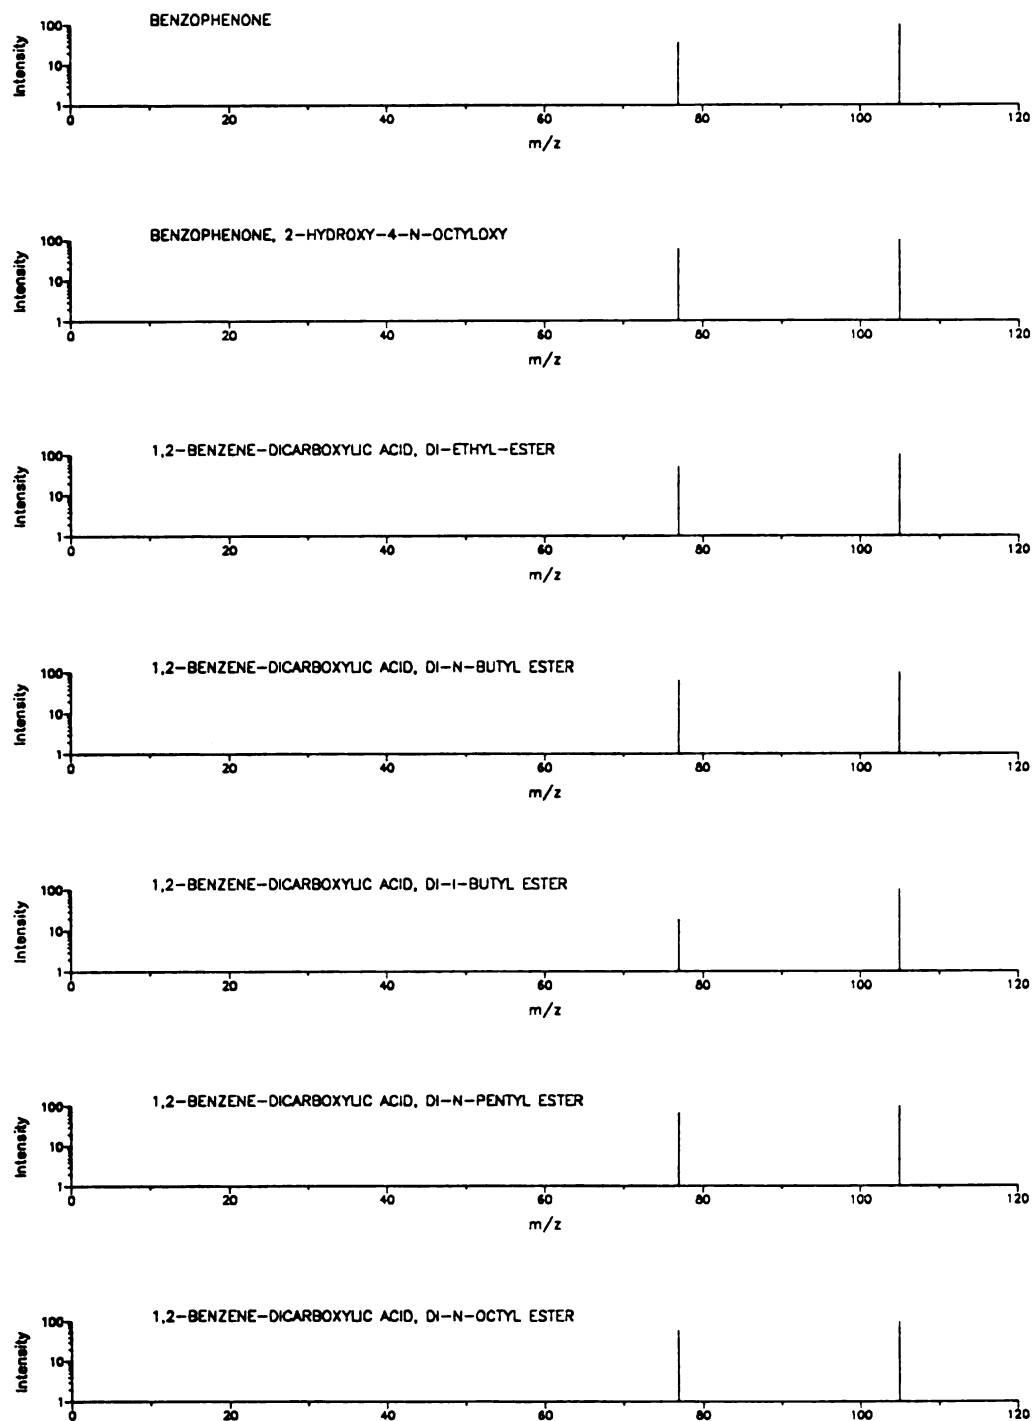 BENZOPHENONE
Intensity
100
10
1
0 20 40 60 80 100 120
m/z
BENZOPHENONE, 2-HYDROXY-4-N-OCTYLOXY
Intensity
100
10
1
0 20 40 60 80 100 120
m/z
1,2-BENZENE-DICARBOXYLIC ACID, DI-ETHYL-ESTER
Intensity
100
10
1
0 20 40 60 80 100 120
m/z
1,2-BENZENE-DICARBOXYLIC ACID, DI-N-BUTYL ESTER
Intensity
100
10
1
0 20 40 60 80 100 120
m/z
1,2-BENZENE-DICARBOXYLIC ACID, DI-I-BUTYL ESTER
Intensity
100
10
1
0 20 40 60 80 100 120
m/z
1,2-BENZENE-DICARBOXYLIC ACID, DI-N-PENTYL ESTER
Intensity
100
10
1
0 20 40 60 80 100 120
m/z
1,2-BENZENE-DICARBOXYLIC ACID, DI-N-OCTYL ESTER
Intensity
100
10
1
0 20 40 60 80 100 120